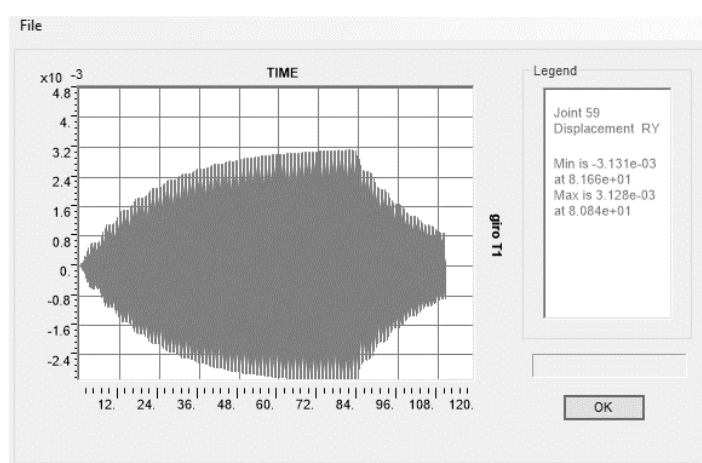 File
TIME
x10 -3
4.8
4.
3.2
2.4
1.6
0.8
0.
-0.8
-1.6
-2.4
12. 24. 36. 48. 60. 72. 84. 96. 108. 120.
giro T1
Legend
Joint 59
Displacement RY
Min is -3.131e-03
at 8.166e+01
Max is 3.128e-03
at 8.084e+01
OK